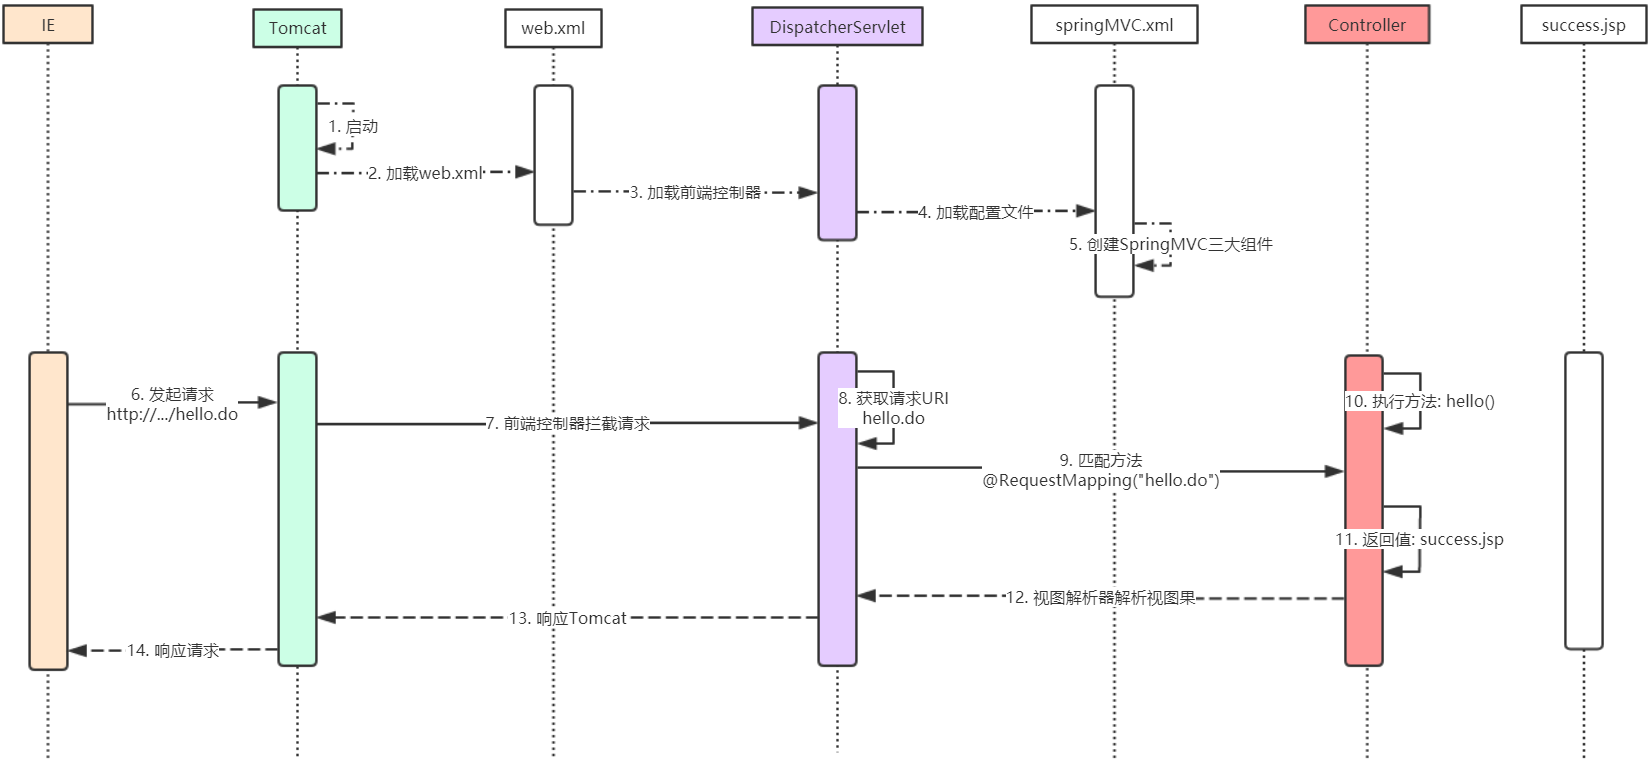 IE
Tomcat
web.xml
DispatcherServlet
springMVC.xml
Controller
success.jsp
1. 启动
2. 加载web.xml
3. 加载前端控制器
4. 加载配置文件
5. 创建SpringMVC三大组件
6. 发起请求
http://.../hello.do
7. 前端控制器拦截请求
8. 获取请求URI
hello.do
9. 匹配方法
@RequestMapping("hello.do")
10. 执行方法: hello()
11. 返回值: success.jsp
12. 视图解析器解析视图果
13. 响应Tomcat
14. 响应请求